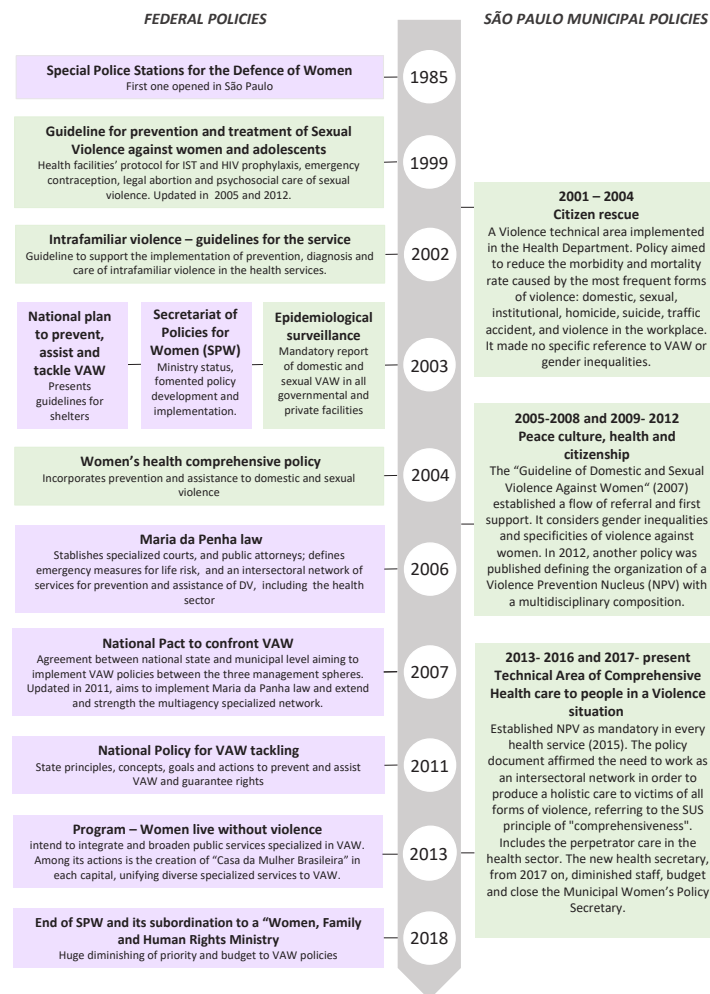 FEDERAL POLICIES
SÃO PAULO MUNICIPAL POLICIES
Special Police Stations for the Defence of Women
First one opened in São Paulo
1985
Guideline for prevention and treatment of Sexual
Violence against women and adolescents
Health facilities' protocol for IST and HIV prophylaxis, emergency
contraception, legal abortion and psychosocial care of sexual
violence. Updated in 2005 and 2012.
1999
2001 – 2004
Citizen rescue
A Violence technical area implemented
in the Health Department. Policy aimed
to reduce the morbidity and mortality
rate caused by the most frequent forms
of violence: domestic, sexual,
institutional, homicide, suicide, traffic
accident, and violence in the workplace.
It made no specific reference to VAW or
gender inequalities.
Intrafamiliar violence – guidelines for the service
Guideline to support the implementation of prevention, diagnosis and
care of intrafamiliar violence in the health services.
2002
National plan
to prevent,
assist and
tackle VAW
Presents
guidelines for
shelters
Secretariat of
Policies for
Women (SPW)
Ministry status,
fomented policy
development and
implementation.
Epidemiological
surveillance
Mandatory report
of domestic and
sexual VAW in all
governmental and
private facilities
2003
Women's health comprehensive policy
Incorporates prevention and assistance to domestic and sexual
violence
2004
2005-2008 and 2009- 2012
Peace culture, health and
citizenship
The "Guideline of Domestic and Sexual
Violence Against Women" (2007)
established a flow of referral and first
support. It considers gender inequalities
and specificities of violence against
women. In 2012, another policy was
published defining the organization of a
Violence Prevention Nucleus (NPV) with
a multidisciplinary composition.
Maria da Penha law
Stablishes specialized courts, and public attorneys; defines
emergency measures for life risk, and an intersectoral network of
services for prevention and assistance of DV, including the health
sector
2006
National Pact to confront VAW
Agreement between national state and municipal level aiming to
implement VAW policies between the three management spheres.
Updated in 2011, aims to implement Maria da Panha law and extend
and strength the multiagency specialized network.
2007
2013- 2016 and 2017- present
Technical Area of Comprehensive
Health care to people in a Violence
situation
Established NPV as mandatory in every
health service (2015). The policy
document affirmed the need to work as
an intersectoral network in order to
produce a holistic care to victims of all
forms of violence, referring to the SUS
principle of "comprehensiveness".
Includes the perpetrator care in the
health sector. The new health secretary,
from 2017 on, diminished staff, budget
and close the Municipal Women's Policy
Secretary.
National Policy for VAW tackling
State principles, concepts, goals and actions to prevent and assist
VAW and guarantee rights
2011
Program – Women live without violence
intend to integrate and broaden public services specialized in VAW.
Among its actions is the creation of "Casa da Mulher Brasileira" in
each capital, unifying diverse specialized services to VAW.
2013
End of SPW and its subordination to a "Women, Family
and Human Rights Ministry
Huge diminishing of priority and budget to VAW policies
2018